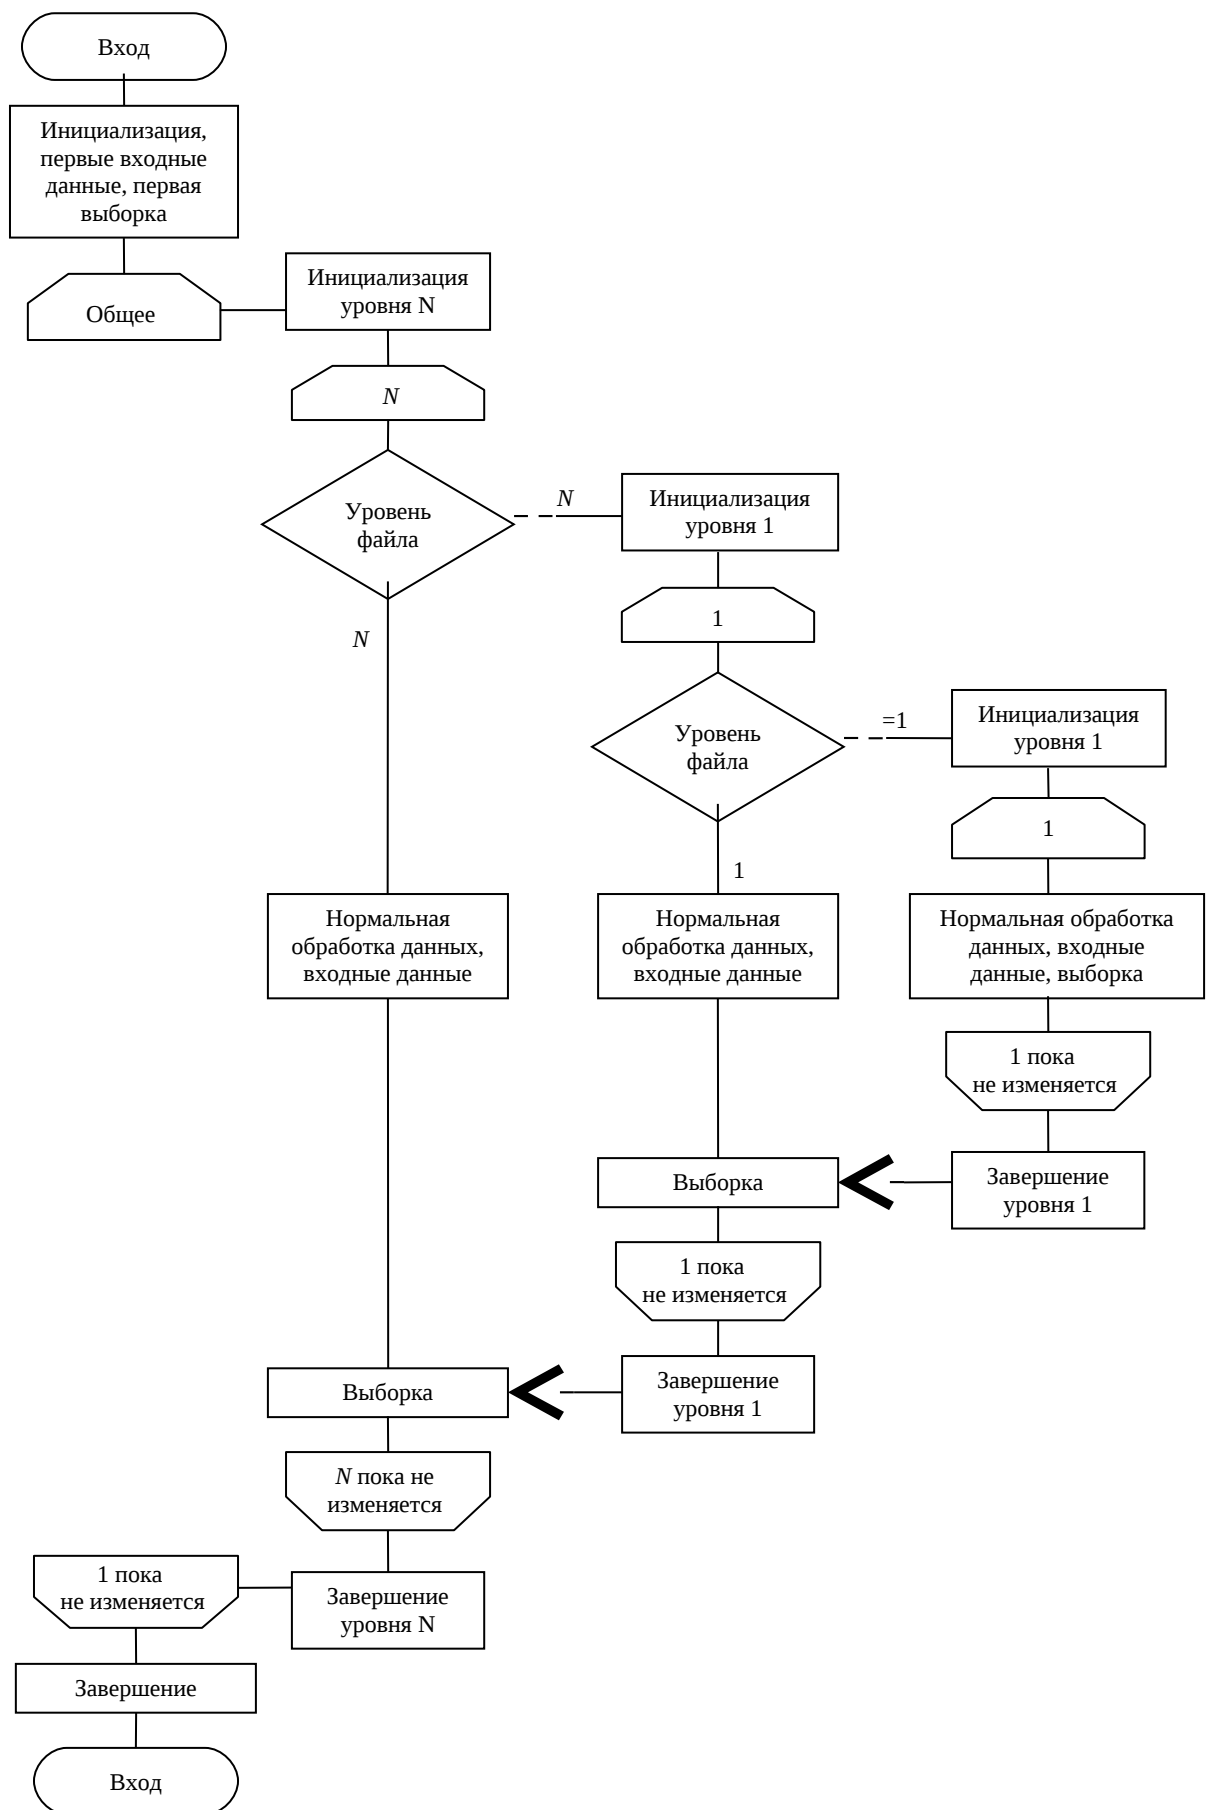 Вход
Инициализация,
первые входные
данные, первая
выборка
Общее
Инициализация
уровня N
N
Уровень
файла
N
N
Инициализация
уровня 1
1
Уровень
файла
=1
1
Инициализация
уровня 1
1
Нормальная
обработка данных,
входные данные
Нормальная
обработка данных,
входные данные
Нормальная обработка
данных, входные
данные, выборка
1 пока
не изменяется
Завершение
уровня 1
Выборка
1 пока
не изменяется
Завершение
уровня 1
Выборка
N пока не
изменяется
Завершение
уровня N
1 пока
не изменяется
Завершение
Вход